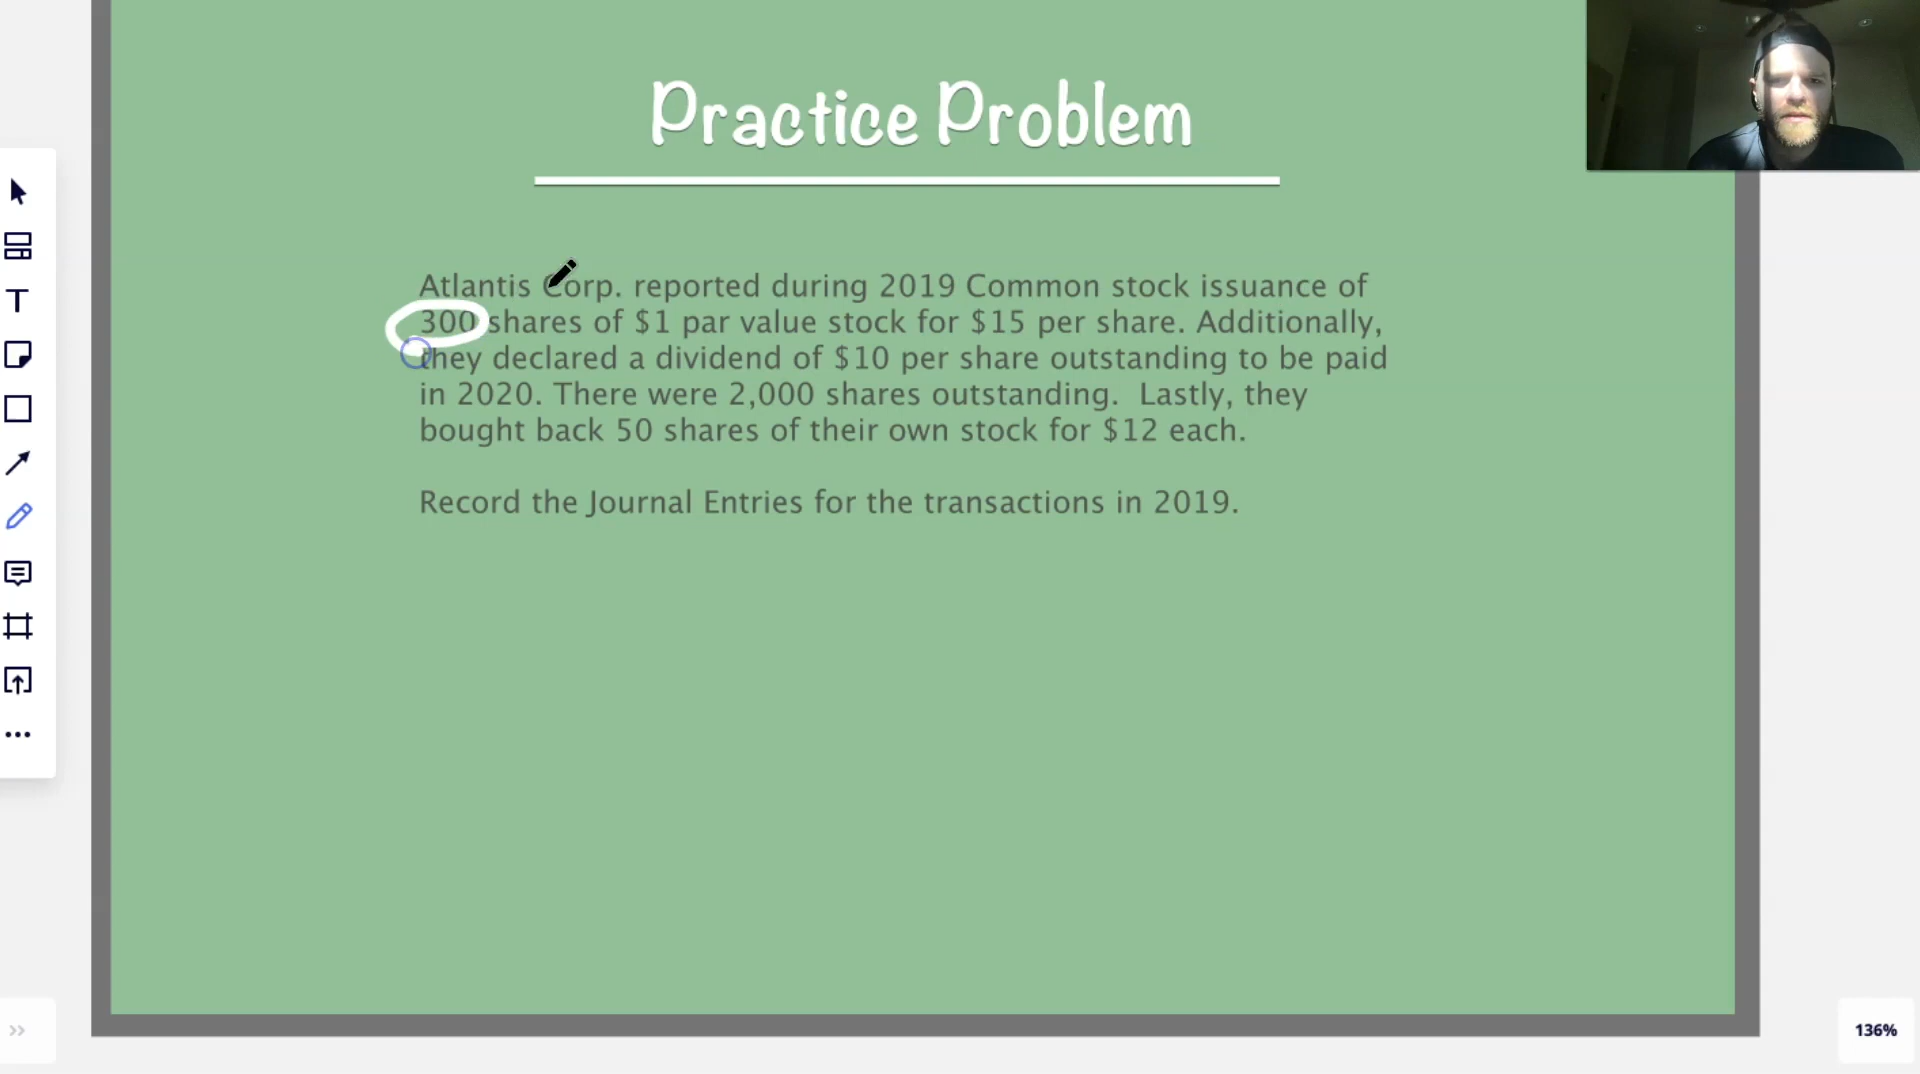 Practice Problem
Atlantis Corp. reported during 2019 Common stock issuance of
300 shares of $1 par value stock for $15 per share. Additionally,
they declared a dividend of $10 per share outstanding to be paid
in 2020. There were 2,000 shares outstanding. Lastly, they
bought back 50 shares of their own stock for $12 each.
Record the Journal Entries for the transactions in 2019.
T
136%